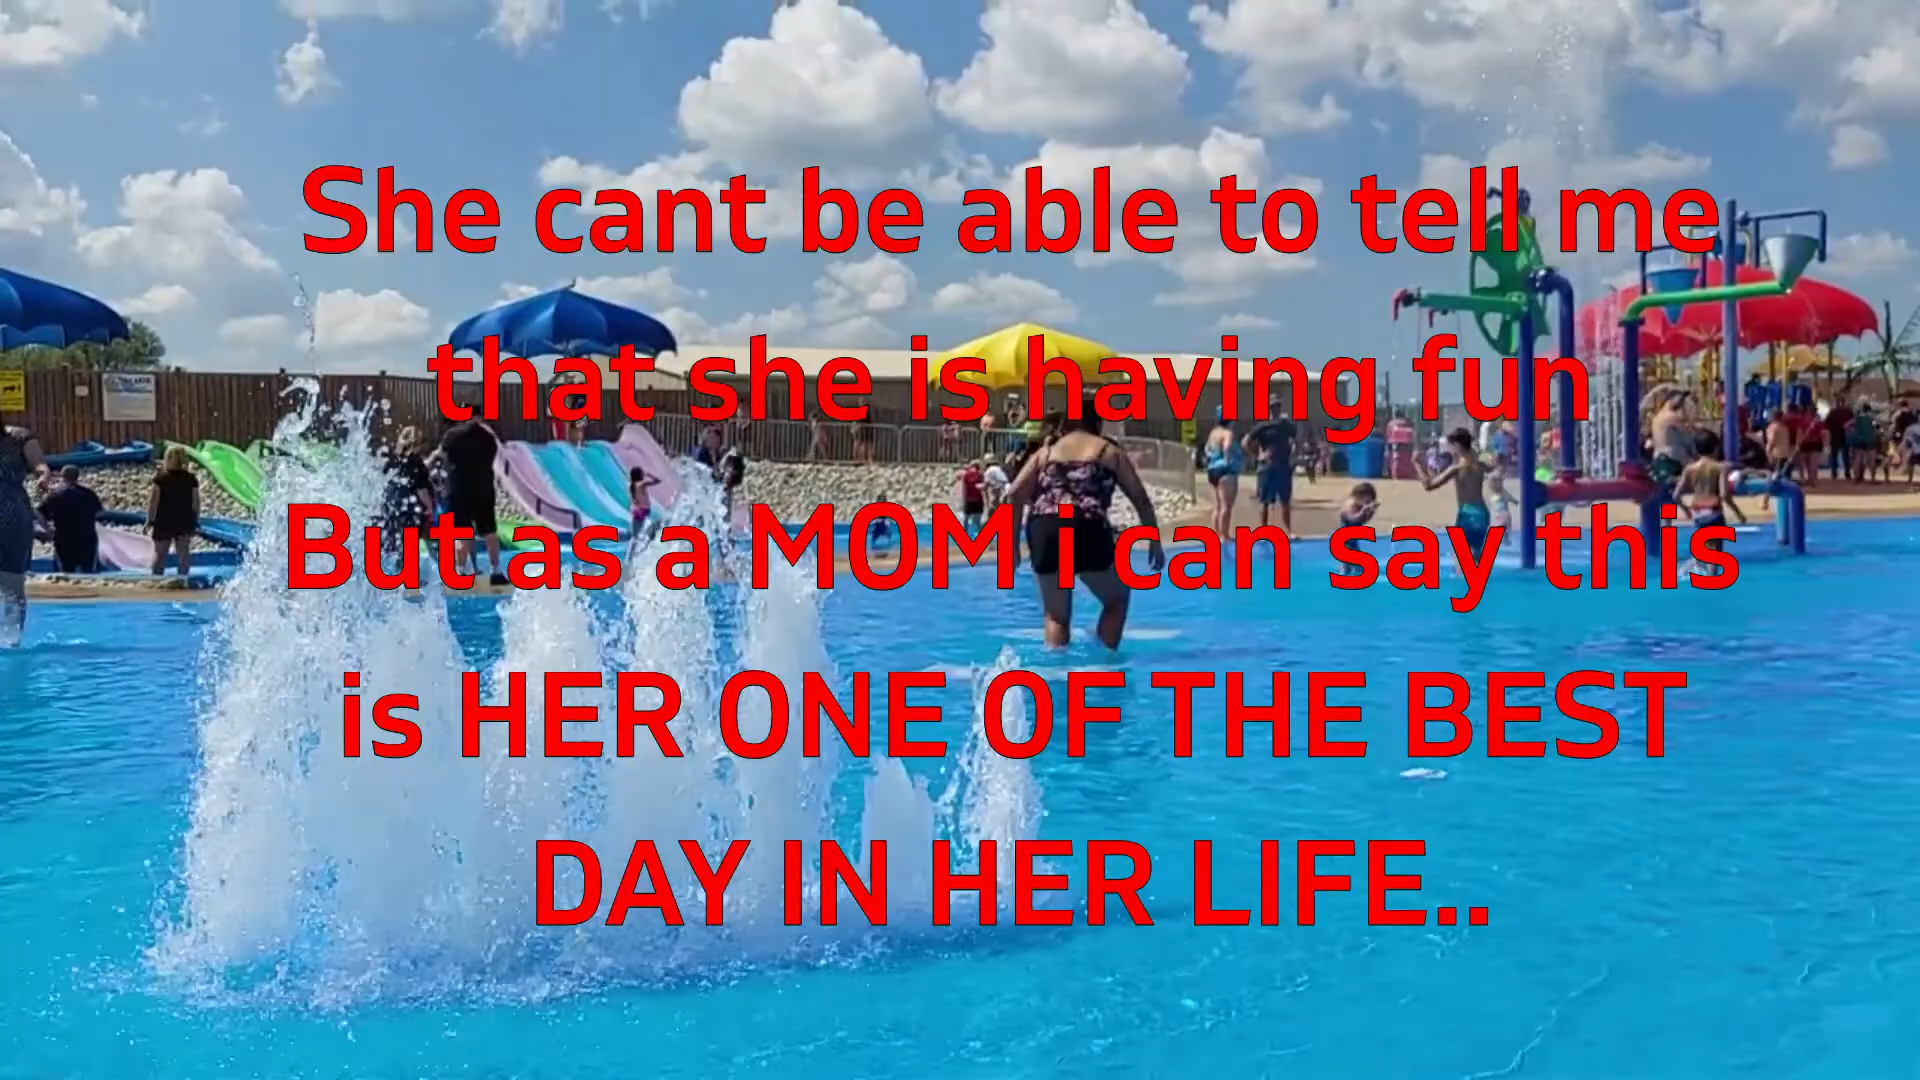 She cant be able to tell me
that she is having fun
But as a MOM i can say this
is HER ONE OF THE BEST
DAY IN HER LIFE..